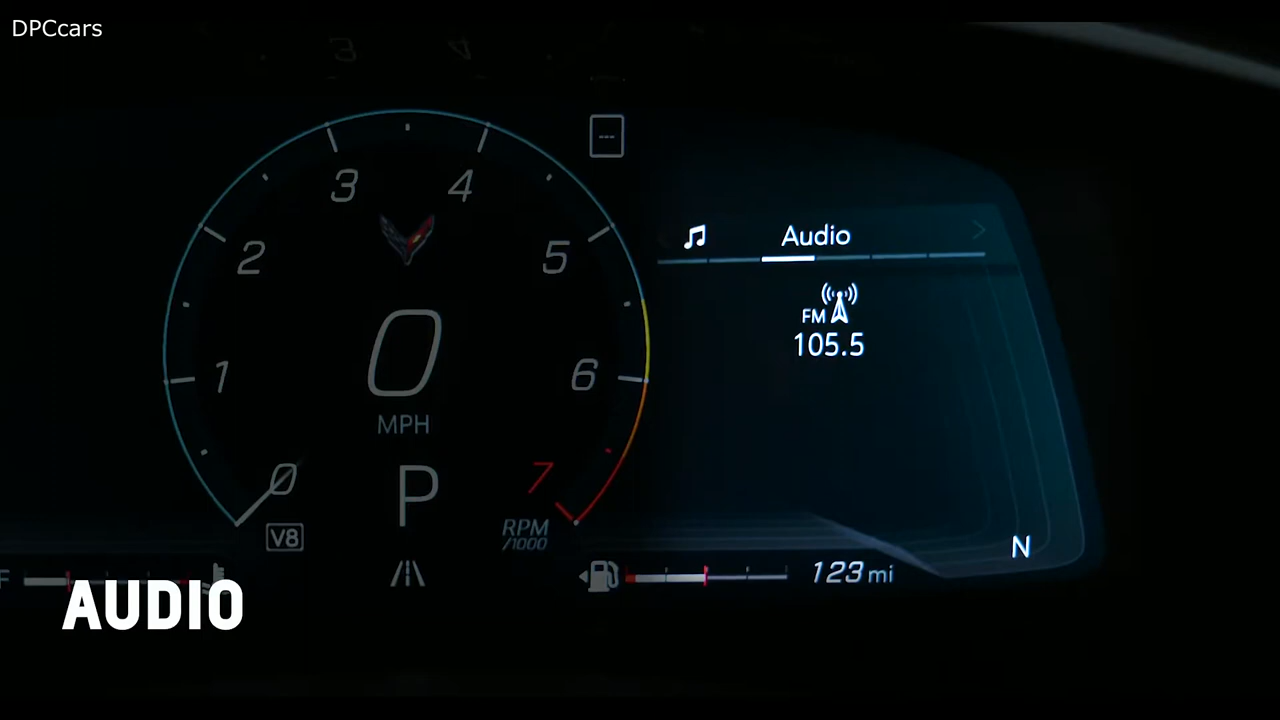 DPCcars
3 4
2 5
1 6
0 7
0
MPH
P
V8
RPM
/1000
---
Audio
FM
105.5
N
F
123 mi
AUDIO